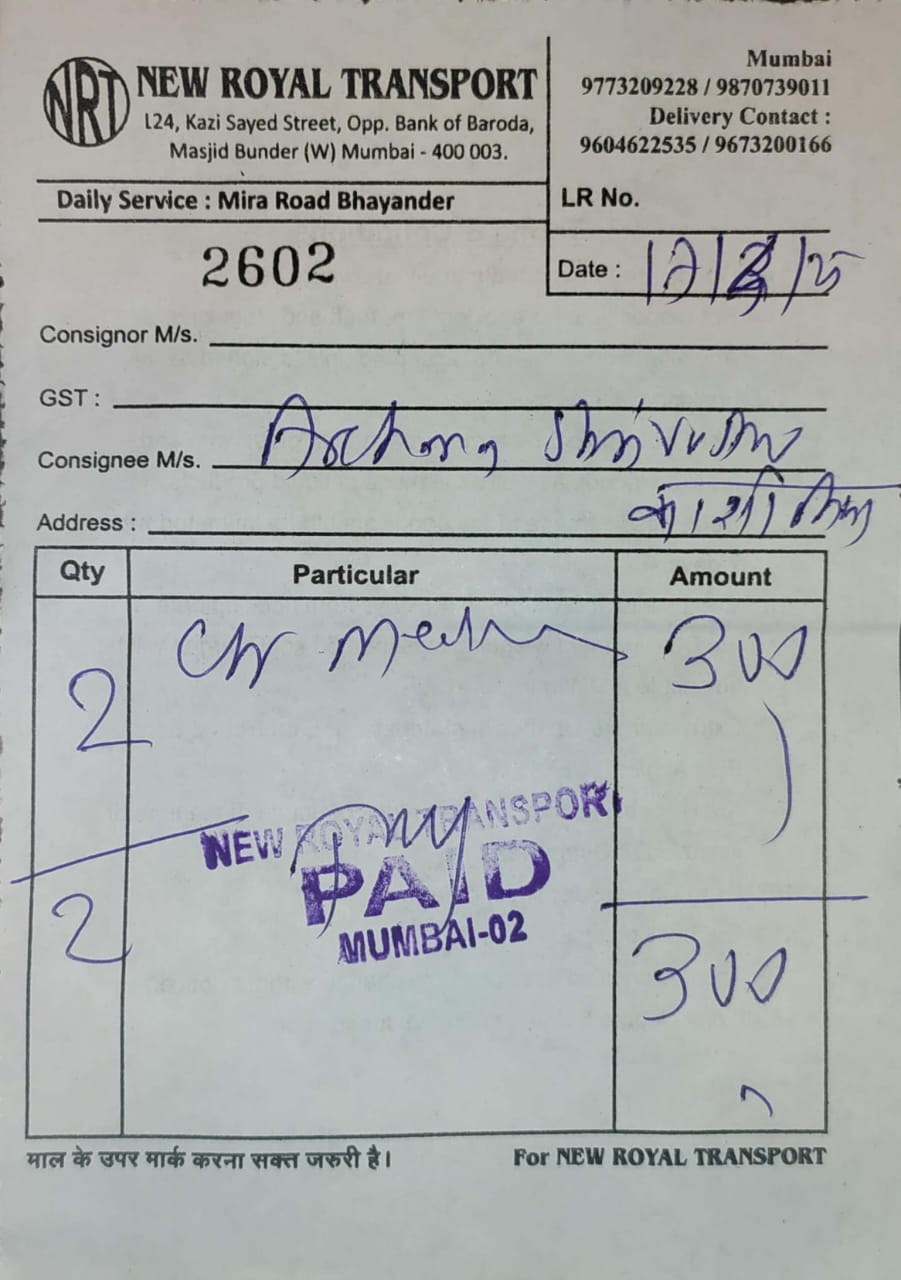 NRT
NEW ROYAL TRANSPORT
124, Kazi Sayed Street, Opp. Bank of Baroda,
Masjid Bunder (W) Mumbai - 400 003.
Mumbai
9773209228 / 9870739011
Delivery Contact :
9604622535 / 9673200166
Daily Service : Mira Road Bhayander
LR No.
2602
Date :
Consignor M/s.
GST :
Consignee M/s. Archana
Address :
Qty Particular Amount
2 300
NEW ROYAL TRANSPORT
PAID
MUMBAI-02
2 300
माल के उपर मार्क करना सक्त जरुरी है।
For NEW ROYAL TRANSPORT